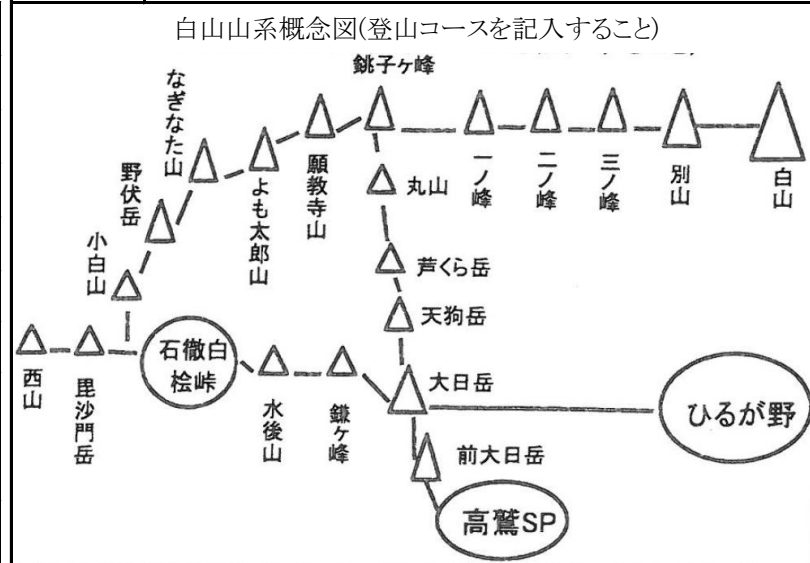 白山山系概念図(登山コースを記入すること)
銚子ヶ峰
なぎなた山
野伏岳
小白山
よも太郎山
願教寺山
丸山
一ノ峰
二ノ峰
三ノ峰
別山
白山
芦くら岳
天狗岳
西山
毘沙門岳
石徹白
桧峠
水後山
鎌ヶ峰
大日岳
ひるが野
前大日岳
高鷲SP